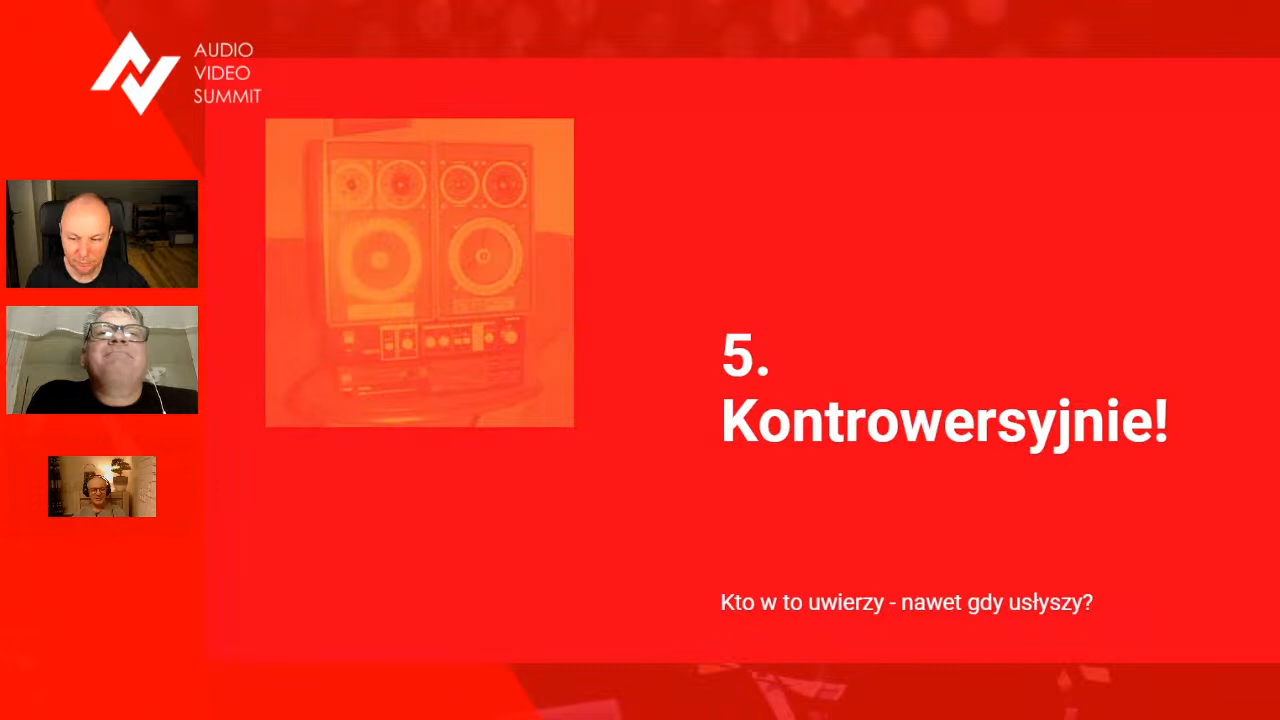 AUDIO
VIDEO
SUMMIT
5.
Kontrowersyjnie!
Kto w to uwierzy - nawet gdy usłyszy?